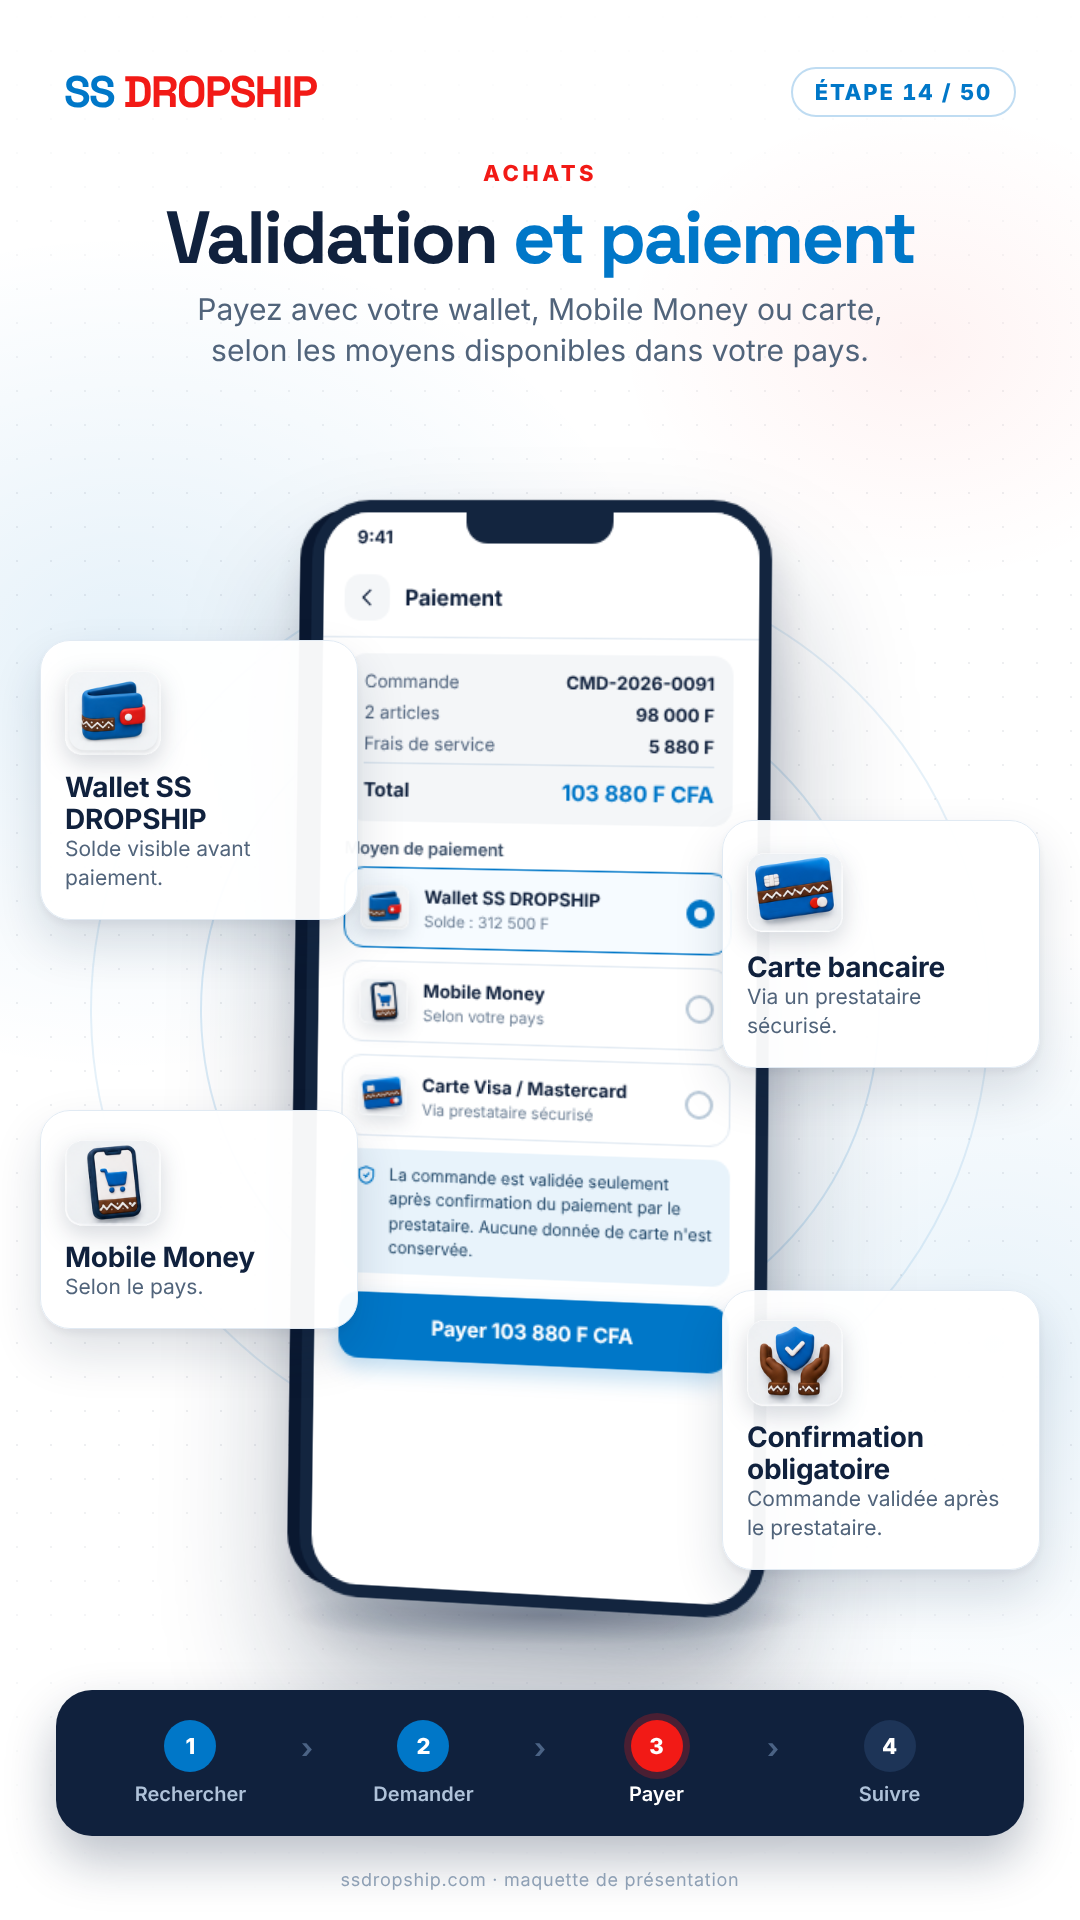 SS DROPSHIP
ÉTAPE 14 / 50
ACHATS
Validation et paiement
Payez avec votre wallet, Mobile Money ou carte,
selon les moyens disponibles dans votre pays.
9:41
Paiement
Commande CMD-2026-0091
2 articles 98 000 F
Frais de service 5 880 F
Total 103 880 F CFA
Moyen de paiement
Wallet SS DROPSHIP
Solde : 312 500 F
Mobile Money
Selon votre pays
Carte Visa / Mastercard
Via prestataire sécurisé
La commande est validée seulement
après confirmation du paiement par le
prestataire. Aucune donnée de carte n'est
conservée.
Payer 103 880 F CFA
Wallet SS
DROPSHIP
Solde visible avant
paiement.
Mobile Money
Selon le pays.
Carte bancaire
Via un prestataire
sécurisé.
Confirmation
obligatoire
Commande validée après
le prestataire.
1 › 2 › 3 › 4
Rechercher Demander Payer Suivre
ssdropship.com · maquette de présentation